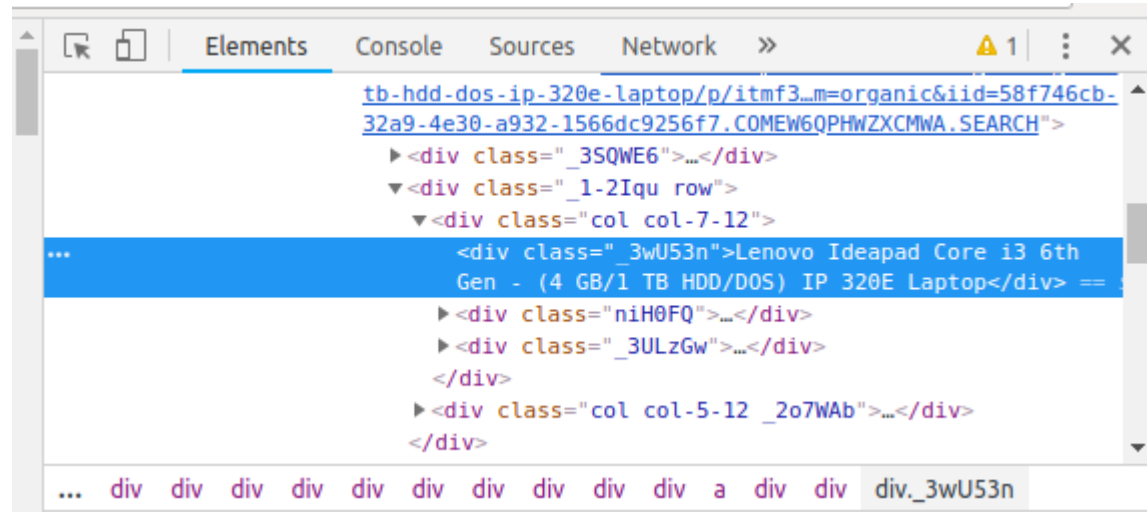 Elements Console Sources Network » 1
tb-hdd-dos-ip-320e-laptop/p/itmf3…m=organic&iid=58f746cb-
32a9-4e30-a932-1566dc9256f7.COMEW6QPHWZXCMWA.SEARCH">
<div class="_3SQWE6">…</div>
<div class="_1-2Iqu row">
<div class="col col-7-12">
... <div class="_3wU53n">Lenovo Ideapad Core i3 6th
Gen - (4 GB/1 TB HDD/DOS) IP 320E Laptop</div> ==
<div class="niH0FQ">…</div>
<div class="_3ULzGw">…</div>
</div>
<div class="col col-5-12 _2o7WAb">…</div>
</div>
... div div div div div div div div div div a div div div._3wU53n